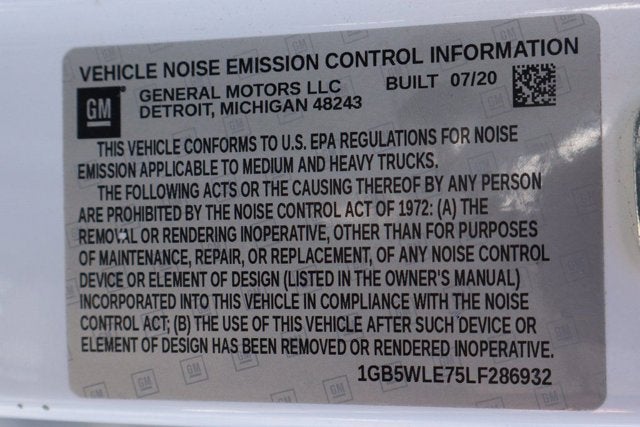 VEHICLE NOISE EMISSION CONTROL INFORMATION
GM GENERAL MOTORS LLC BUILT 07/20
DETROIT, MICHIGAN 48243
THIS VEHICLE CONFORMS TO U.S. EPA REGULATIONS FOR NOISE
EMISSION APPLICABLE TO MEDIUM AND HEAVY TRUCKS.
THE FOLLOWING ACTS OR THE CAUSING THEREOF BY ANY PERSON
ARE PROHIBITED BY THE NOISE CONTROL ACT OF 1972: (A) THE
REMOVAL OR RENDERING INOPERATIVE, OTHER THAN FOR PURPOSES
OF MAINTENANCE, REPAIR, OR REPLACEMENT, OF ANY NOISE CONTROL
DEVICE OR ELEMENT OF DESIGN (LISTED IN THE OWNER'S MANUAL)
INCORPORATED INTO THIS VEHICLE IN COMPLIANCE WITH THE NOISE
CONTROL ACT; (B) THE USE OF THIS VEHICLE AFTER SUCH DEVICE OR
ELEMENT OF DESIGN HAS BEEN REMOVED OR RENDERED INOPERATIVE.
1GB5WLE75LF286932